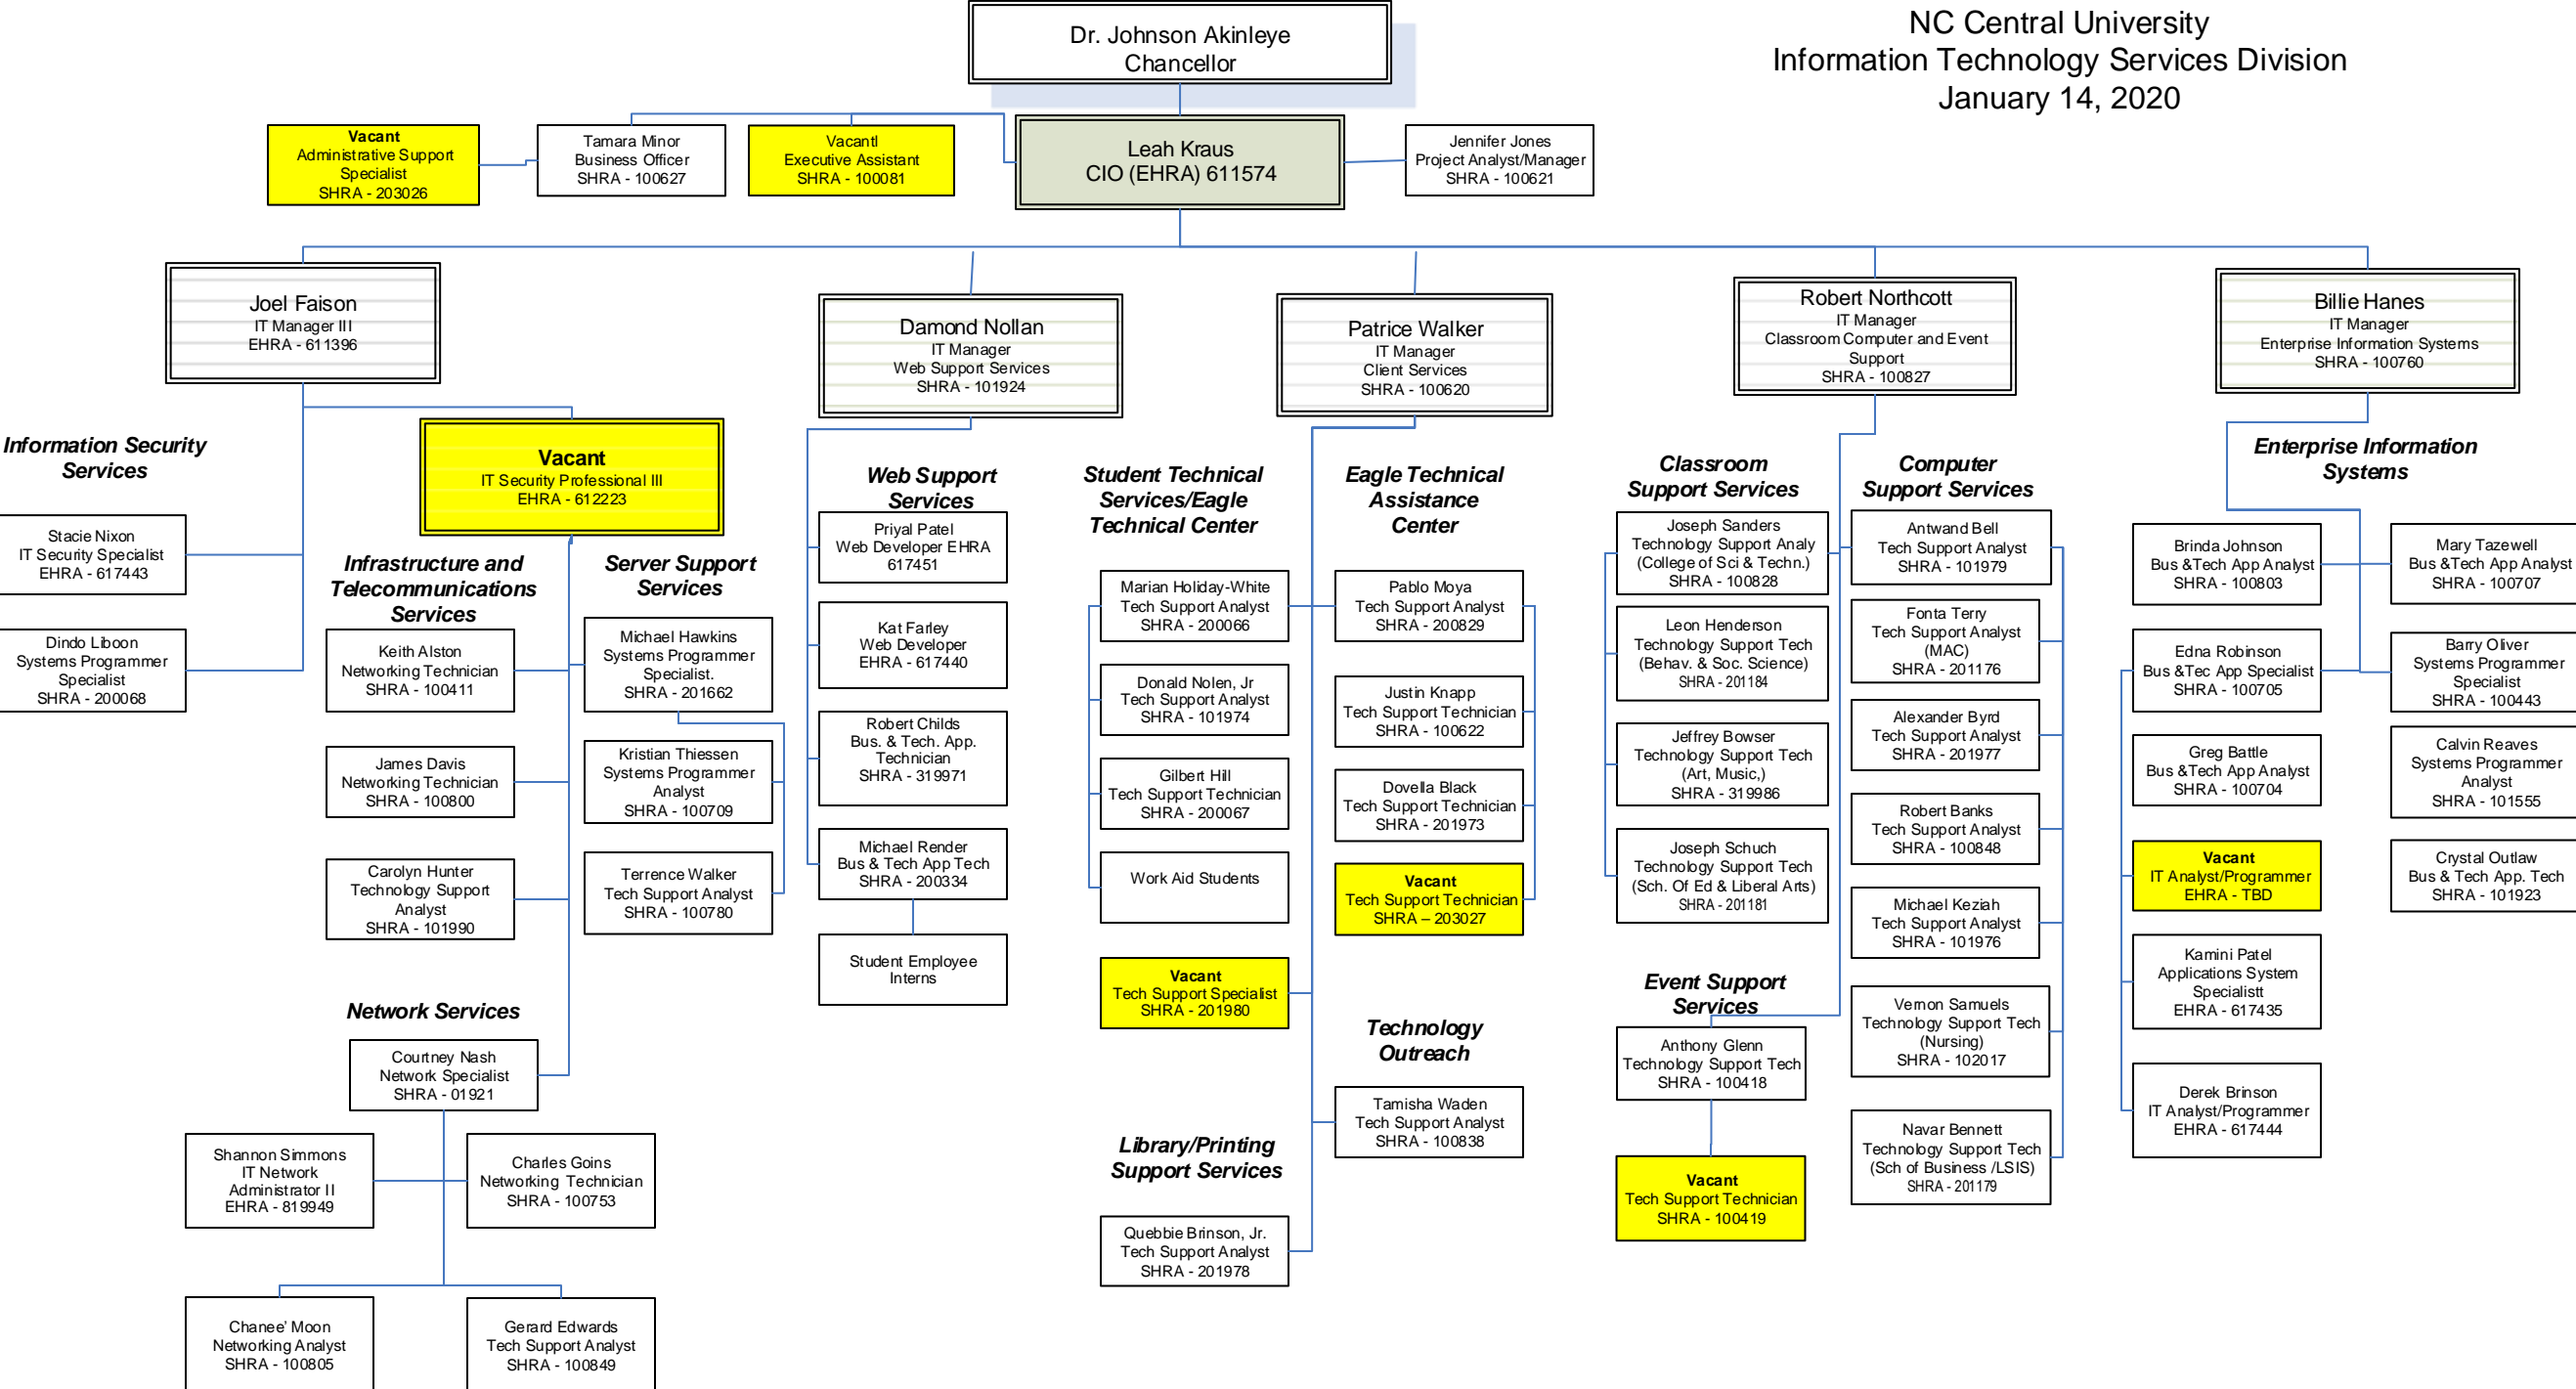 Dr. Johnson Akinleye
Chancellor
NC Central University
Information Technology Services Division
January 14, 2020
Vacant
Administrative Support
Specialist
SHRA - 203026
Tamara Minor
Business Officer
SHRA - 100627
Vacantl
Executive Assistant
SHRA - 100081
Leah Kraus
CIO (EHRA) 611574
Jennifer Jones
Project Analyst/Manager
SHRA - 100621
Joel Faison
IT Manager III
EHRA - 611396
Damond Nollan
IT Manager
Web Support Services
SHRA - 101924
Patrice Walker
IT Manager
Client Services
SHRA - 100620
Robert Northcott
IT Manager
Classroom Computer and Event
Support
SHRA - 100827
Billie Hanes
IT Manager
Enterprise Information Systems
SHRA - 100760
Information Security
Services
Stacie Nixon
IT Security Specialist
EHRA - 617443
Dindo Liboon
Systems Programmer
Specialist
SHRA - 200068
Vacant
IT Security Professional III
EHRA - 612223
Infrastructure and
Telecommunications
Services
Keith Alston
Networking Technician
SHRA - 100411
James Davis
Networking Technician
SHRA - 100800
Carolyn Hunter
Technology Support
Analyst
SHRA - 101990
Server Support
Services
Michael Hawkins
Systems Programmer
Specialist.
SHRA - 201662
Kristian Thiessen
Systems Programmer
Analyst
SHRA - 100709
Terrence Walker
Tech Support Analyst
SHRA - 100780
Network Services
Courtney Nash
Network Specialist
SHRA - 01921
Shannon Simmons
IT Network
Administrator II
EHRA - 819949
Charles Goins
Networking Technician
SHRA - 100753
Chanee' Moon
Networking Analyst
SHRA - 100805
Gerard Edwards
Tech Support Analyst
SHRA - 100849
Web Support
Services
Priyal Patel
Web Developer EHRA
617451
Kat Farley
Web Developer
EHRA - 617440
Robert Childs
Bus. & Tech. App.
Technician
SHRA - 319971
Michael Render
Bus & Tech App Tech
SHRA - 200334
Student Employee
Interns
Student Technical
Services/Eagle
Technical Center
Marian Holiday-White
Tech Support Analyst
SHRA - 200066
Donald Nolen, Jr
Tech Support Analyst
SHRA - 101974
Gilbert Hill
Tech Support Technician
SHRA - 200067
Work Aid Students
Vacant
Tech Support Specialist
SHRA - 201980
Library/Printing
Support Services
Quebbie Brinson, Jr.
Tech Support Analyst
SHRA - 201978
Eagle Technical
Assistance
Center
Pablo Moya
Tech Support Analyst
SHRA - 200829
Justin Knapp
Tech Support Technician
SHRA - 100622
Dovella Black
Tech Support Technician
SHRA - 201973
Vacant
Tech Support Technician
SHRA – 203027
Technology
Outreach
Tamisha Waden
Tech Support Analyst
SHRA - 100838
Classroom
Support Services
Joseph Sanders
Technology Support Analy
(College of Sci & Techn.)
SHRA - 100828
Leon Henderson
Technology Support Tech
(Behav. & Soc. Science)
SHRA - 201184
Jeffrey Bowser
Technology Support Tech
(Art, Music,)
SHRA - 319986
Joseph Schuch
Technology Support Tech
(Sch. Of Ed & Liberal Arts)
SHRA - 201181
Event Support
Services
Anthony Glenn
Technology Support Tech
SHRA - 100418
Vacant
Tech Support Technician
SHRA - 100419
Computer
Support Services
Antwand Bell
Tech Support Analyst
SHRA - 101979
Fonta Terry
Tech Support Analyst
(MAC)
SHRA - 201176
Alexander Byrd
Tech Support Analyst
SHRA - 201977
Robert Banks
Tech Support Analyst
SHRA - 100848
Michael Keziah
Tech Support Analyst
SHRA - 101976
Vernon Samuels
Technology Support Tech
(Nursing)
SHRA - 102017
Navar Bennett
Technology Support Tech
(Sch of Business /LSIS)
SHRA - 201179
Enterprise Information
Systems
Brinda Johnson
Bus &Tech App Analyst
SHRA - 100803
Edna Robinson
Bus &Tec App Specialist
SHRA - 100705
Greg Battle
Bus &Tech App Analyst
SHRA - 100704
Vacant
IT Analyst/Programmer
EHRA - TBD
Kamini Patel
Applications System
Specialistt
EHRA - 617435
Derek Brinson
IT Analyst/Programmer
EHRA - 617444
Mary Tazewell
Bus &Tech App Analyst
SHRA - 100707
Barry Oliver
Systems Programmer
Specialist
SHRA - 100443
Calvin Reaves
Systems Programmer
Analyst
SHRA - 101555
Crystal Outlaw
Bus & Tech App. Tech
SHRA - 101923